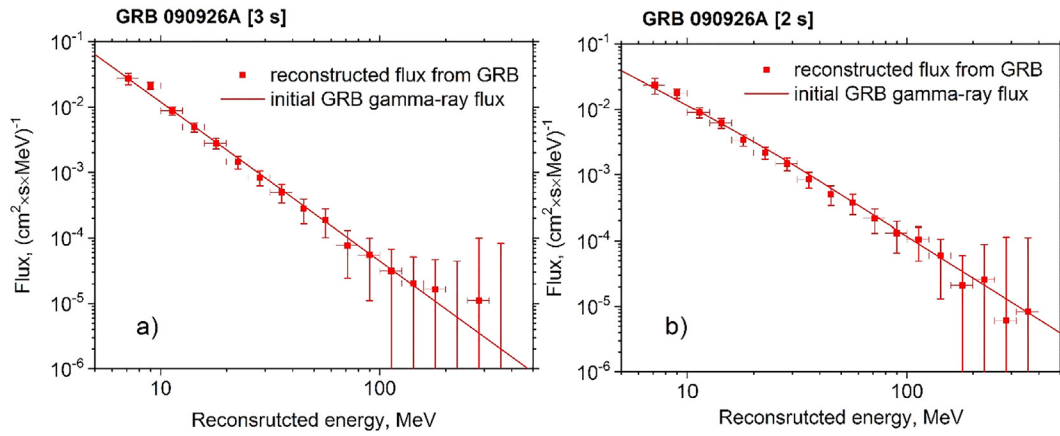 GRB 090926A [3 s]
10⁻¹
10⁻²
10⁻³
10⁻⁴
10⁻⁵
10⁻⁶
Flux, (cm²×s×MeV)⁻¹
reconstructed flux from GRB
initial GRB gamma-ray flux
a)
10
100
Reconsrutcted energy, MeV
GRB 090926A [2 s]
10⁻¹
10⁻²
10⁻³
10⁻⁴
10⁻⁵
10⁻⁶
Flux, (cm²×s×MeV)⁻¹
reconstructed flux from GRB
initial GRB gamma-ray flux
b)
10
100
Reconsrutcted energy, MeV